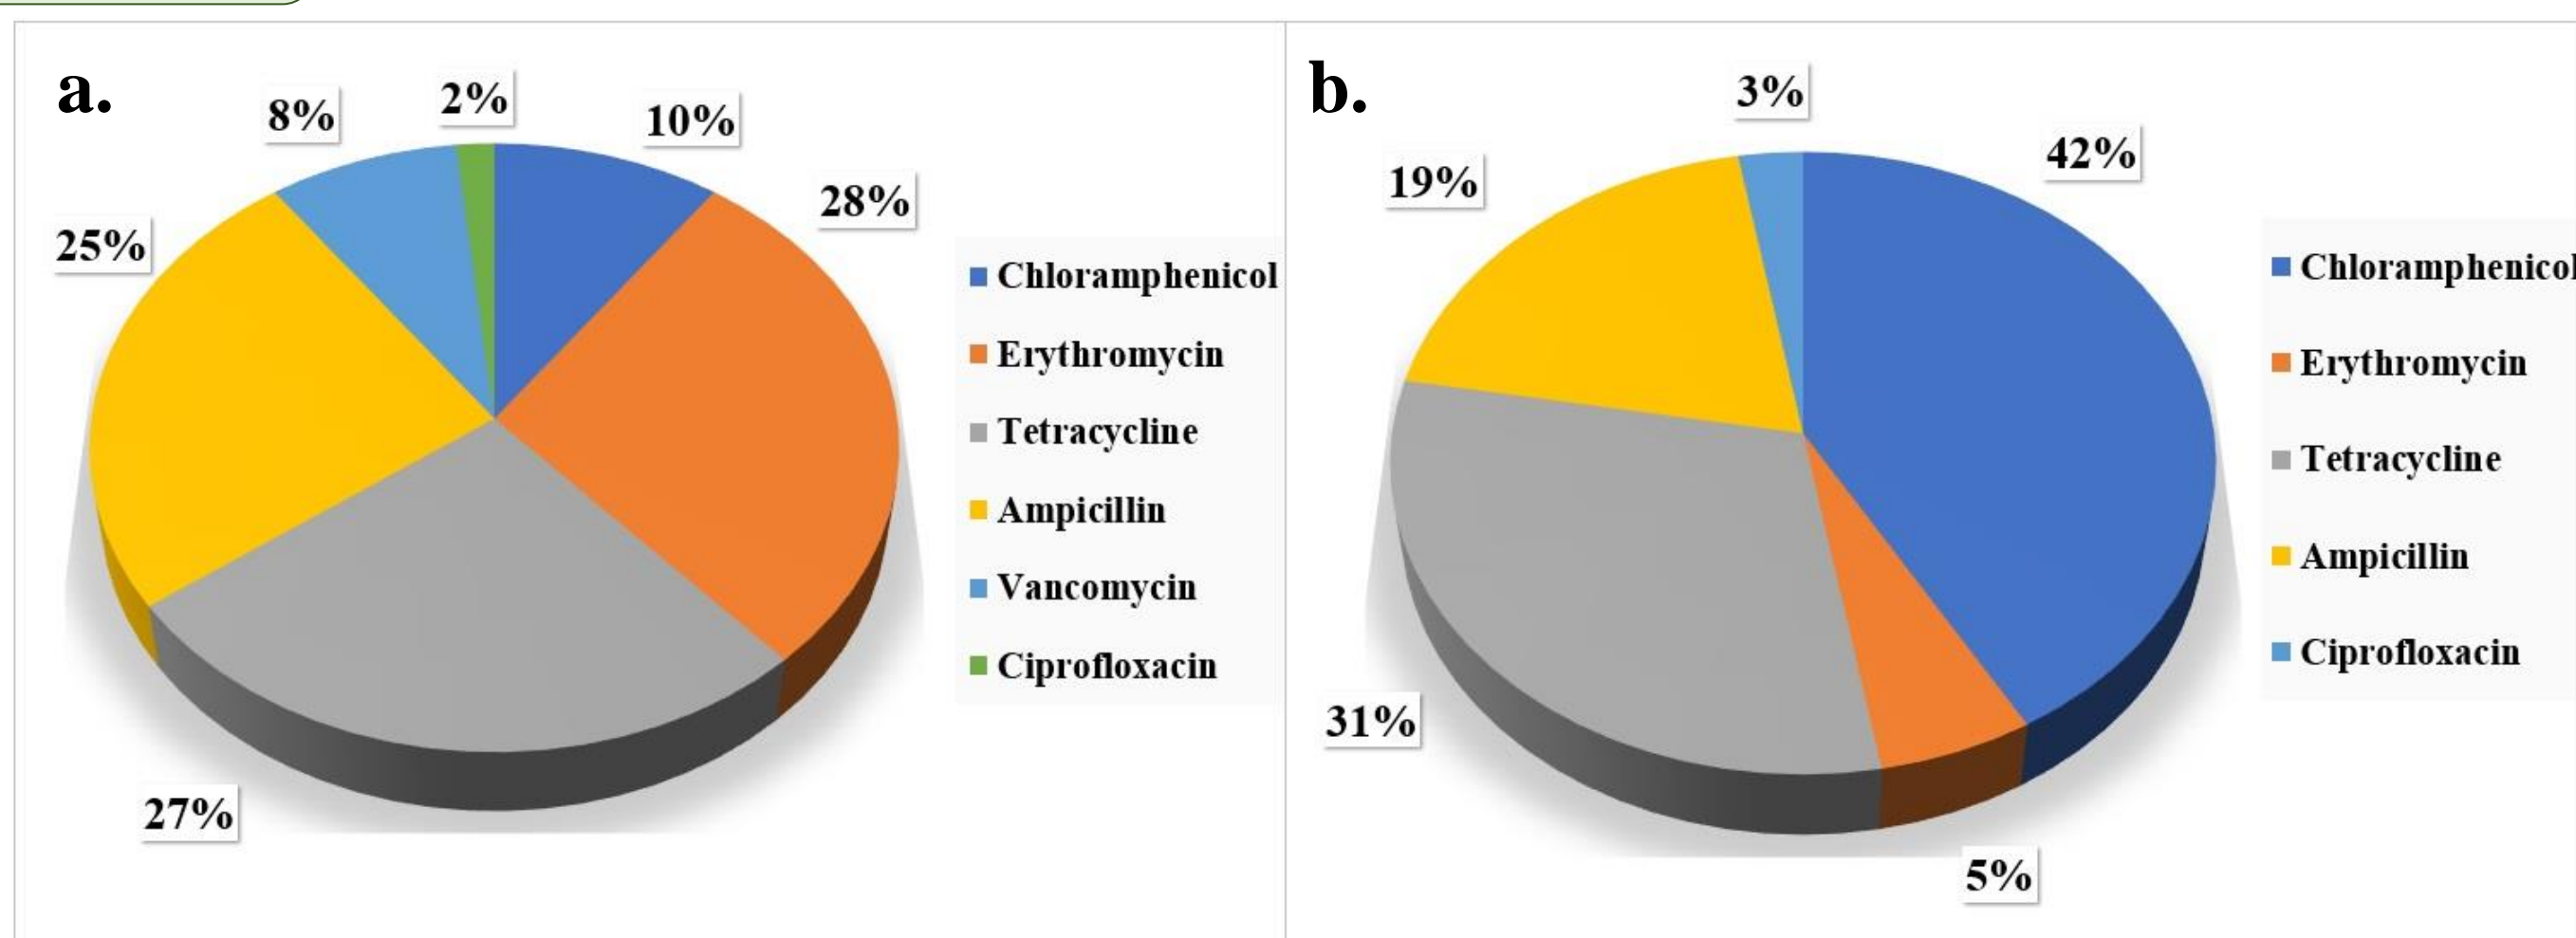 a.
8%
2%
10%
28%
25%
27%
Chloramphenicol
Erythromycin
Tetracycline
Ampicillin
Vancomycin
Ciprofloxacin
b.
3%
42%
19%
31%
5%
Chloramphenicol
Erythromycin
Tetracycline
Ampicillin
Ciprofloxacin